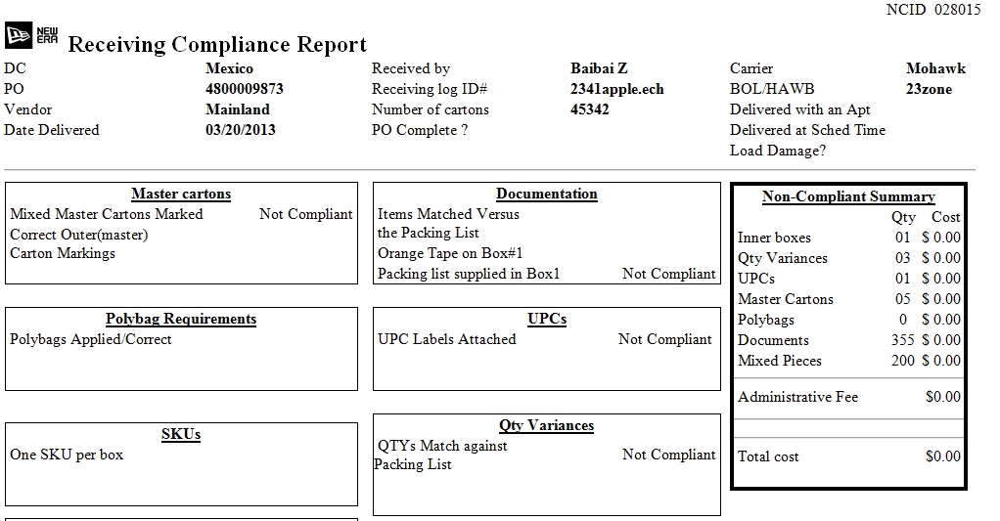 NCID 028015
NEW ERA
Receiving Compliance Report
DC Mexico Received by Baibai Z Carrier Mohawk
PO 4800009873 Receiving log ID# 2341apple.ech BOL/HAWB 23zone
Vendor Mainland Number of cartons 45342 Delivered with an Apt
Date Delivered 03/20/2013 PO Complete ? Delivered at Sched Time
Load Damage?
Master cartons
Mixed Master Cartons Marked Not Compliant
Correct Outer(master)
Carton Markings
Documentation
Items Matched Versus
the Packing List
Orange Tape on Box#1
Packing list supplied in Box1 Not Compliant
Non-Compliant Summary
Qty Cost
Inner boxes 01 $ 0.00
Qty Variances 03 $ 0.00
UPCs 01 $ 0.00
Master Cartons 05 $ 0.00
Polybags 0 $ 0.00
Documents 355 $ 0.00
Mixed Pieces 200 $ 0.00
Administrative Fee $0.00
Total cost $0.00
Polybag Requirements
Polybags Applied/Correct
UPCs
UPC Labels Attached Not Compliant
SKUs
One SKU per box
Qty Variances
QTYs Match against
Packing List Not Compliant